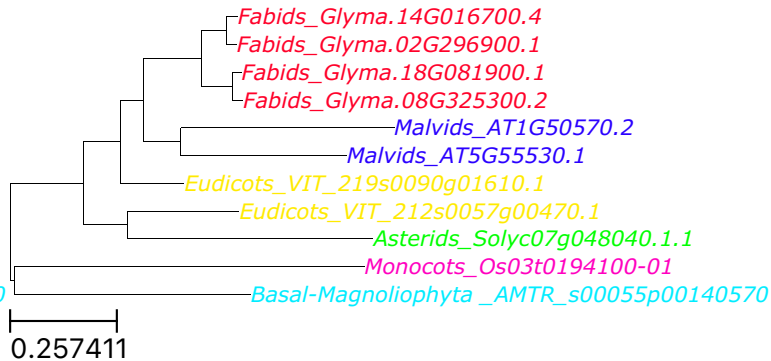 Fabids_Glyma.14G016700.4
Fabids_Glyma.02G296900.1
Fabids_Glyma.18G081900.1
Fabids_Glyma.08G325300.2
Malvids_AT1G50570.2
Malvids_AT5G55530.1
Eudicots_VIT_219s0090g01610.1
Eudicots_VIT_212s0057g00470.1
Asterids_Solyc07g048040.1.1
Monocots_Os03t0194100-01
0 Basal-Magnoliophyta _AMTR_s00055p00140570
0.257411